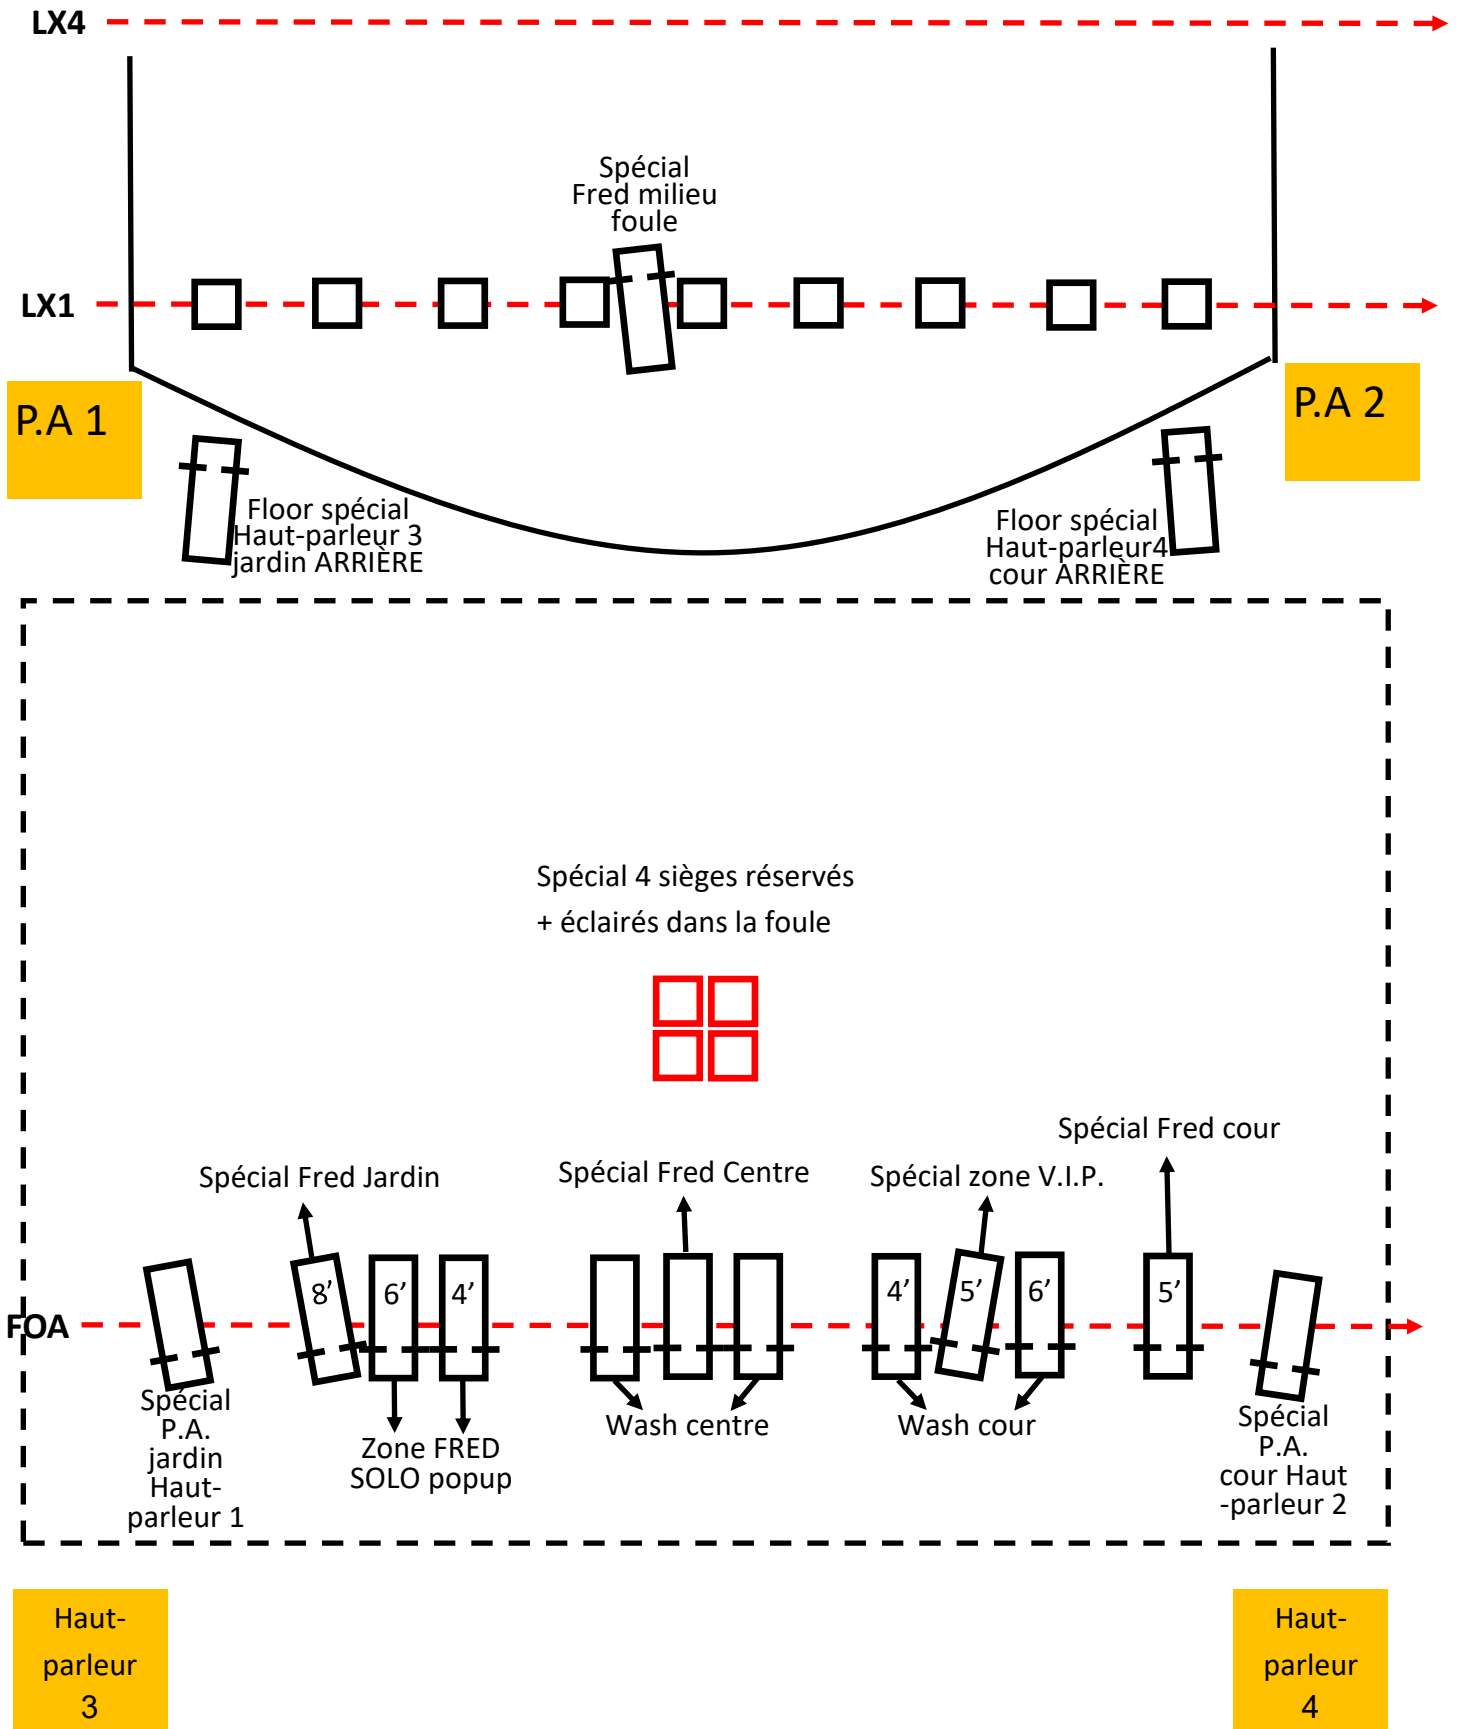 LX4
Spécial
Fred milieu
foule
LX1
P.A 1
P.A 2
Floor spécial
Haut-parleur 3
jardin ARRIÈRE
Floor spécial
Haut-parleur4
cour ARRIÈRE
Spécial 4 sièges réservés
+ éclairés dans la foule
Spécial Fred cour
Spécial Fred Jardin
Spécial Fred Centre
Spécial zone V.I.P.
8’
6’
4’
4’
5’
6’
5’
FOA
Spécial
P.A.
jardin
Haut-
parleur 1
Zone FRED
SOLO popup
Wash centre
Wash cour
Spécial
P.A.
cour Haut
-parleur 2
Haut-
parleur
3
Haut-
parleur
4